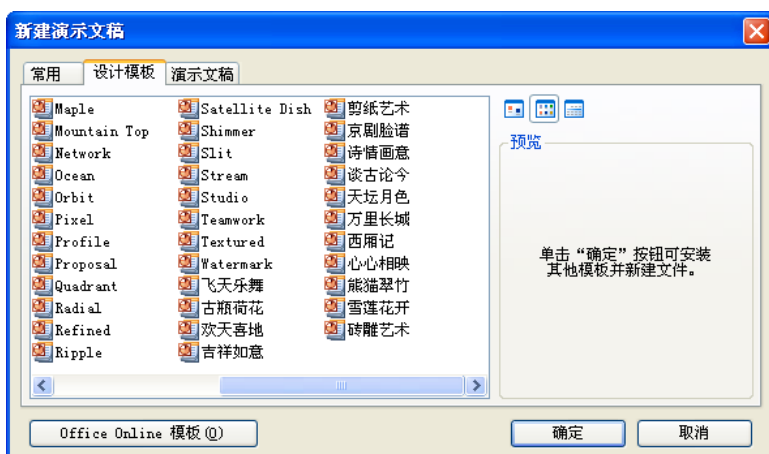 新建演示文稿
常用
设计模板
演示文稿
Maple
Mountain Top
Network
Ocean
Orbit
Pixel
Profile
Proposal
Quadrant
Radial
Refined
Ripple
Satellite Dish
Shimmer
Slit
Stream
Studio
Teamwork
Textured
Watermark
飞天乐舞
古瓶荷花
欢天喜地
吉祥如意
剪纸艺术
京剧脸谱
诗情画意
谈古论今
天坛月色
万里长城
西厢记
心心相映
熊猫翠竹
雪莲花开
砖雕艺术
预览
单击“确定”按钮可安装
其他模板并新建文件。
Office Online 模板(O)
确定
取消